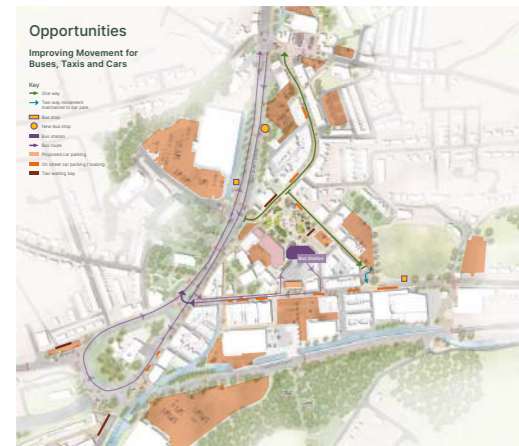 Opportunities
Improving Movement for
Buses, Taxis and Cars
Key
One way
Two way movement
maintained to car park
Bus stop
New bus stop
Bus station
Bus route
Proposed car parking
On street car parking / loading
Taxi waiting bay
Bus Station